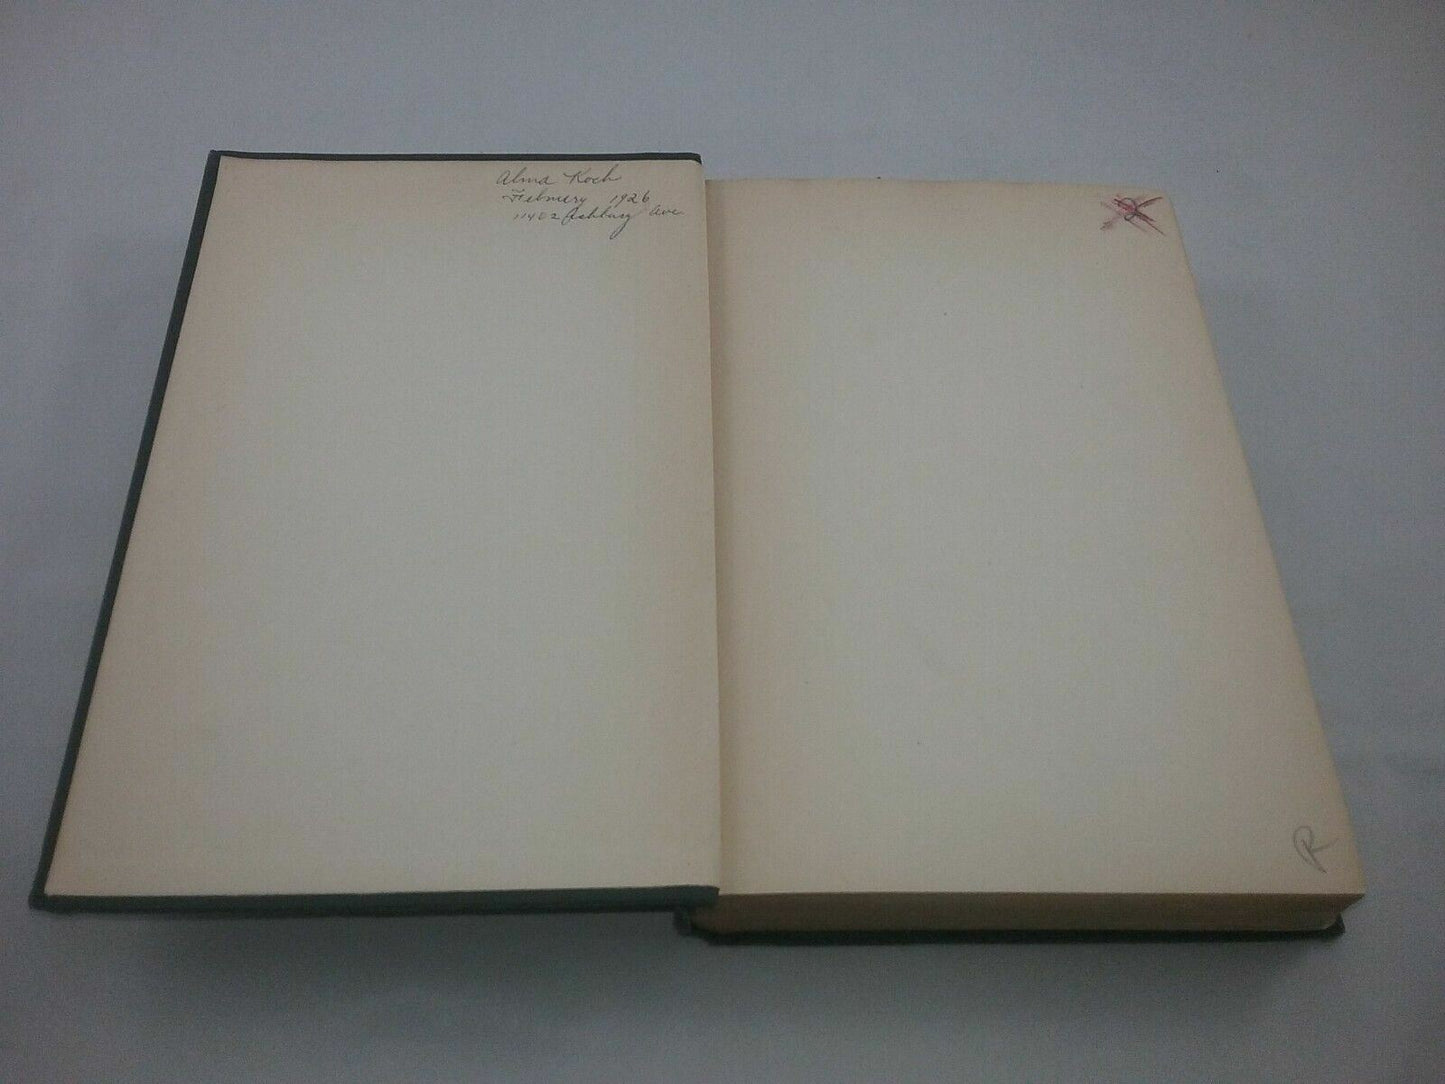 Alma Koch
February 1926
11402 Ashbury Ave.
R